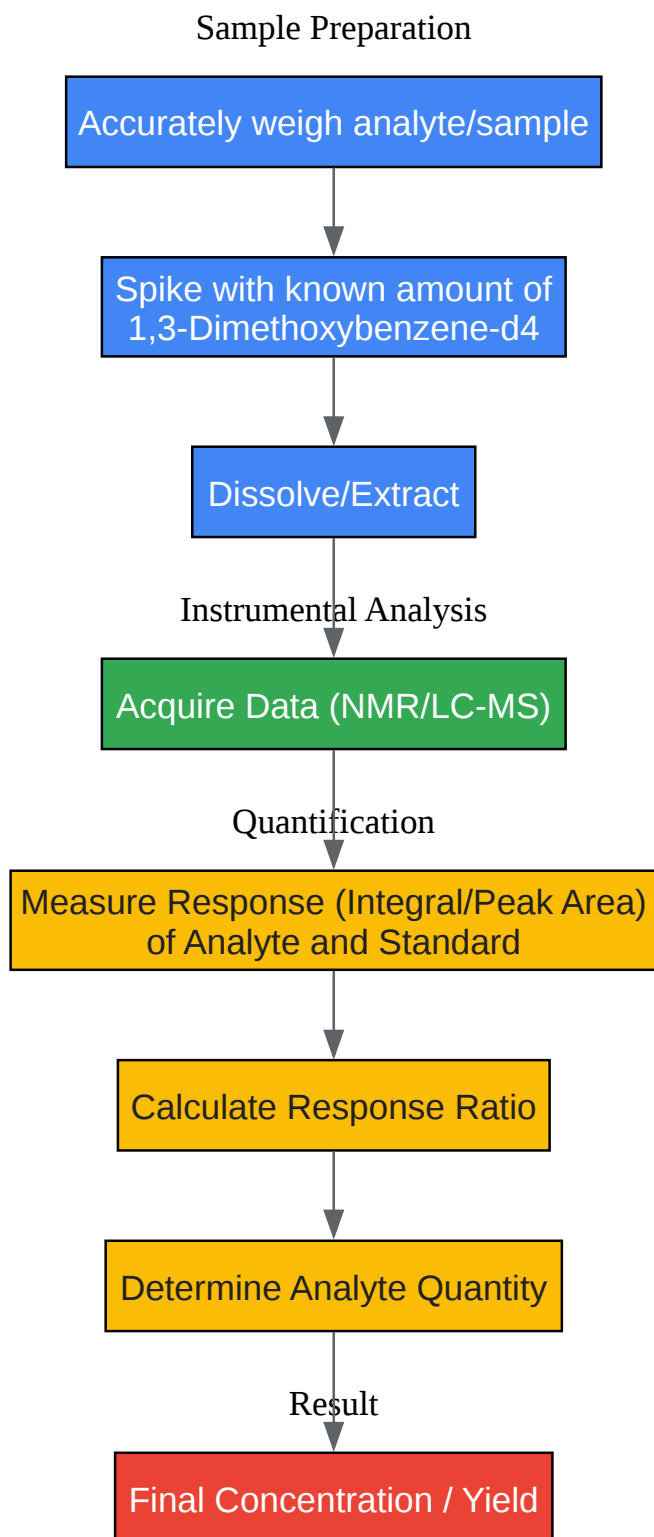 Sample Preparation
Accurately weigh analyte/sample
Spike with known amount of
1,3-Dimethoxybenzene-d4
Dissolve/Extract
Instrumental Analysis
Acquire Data (NMR/LC-MS)
Quantification
Measure Response (Integral/Peak Area)
of Analyte and Standard
Calculate Response Ratio
Determine Analyte Quantity
Result
Final Concentration / Yield